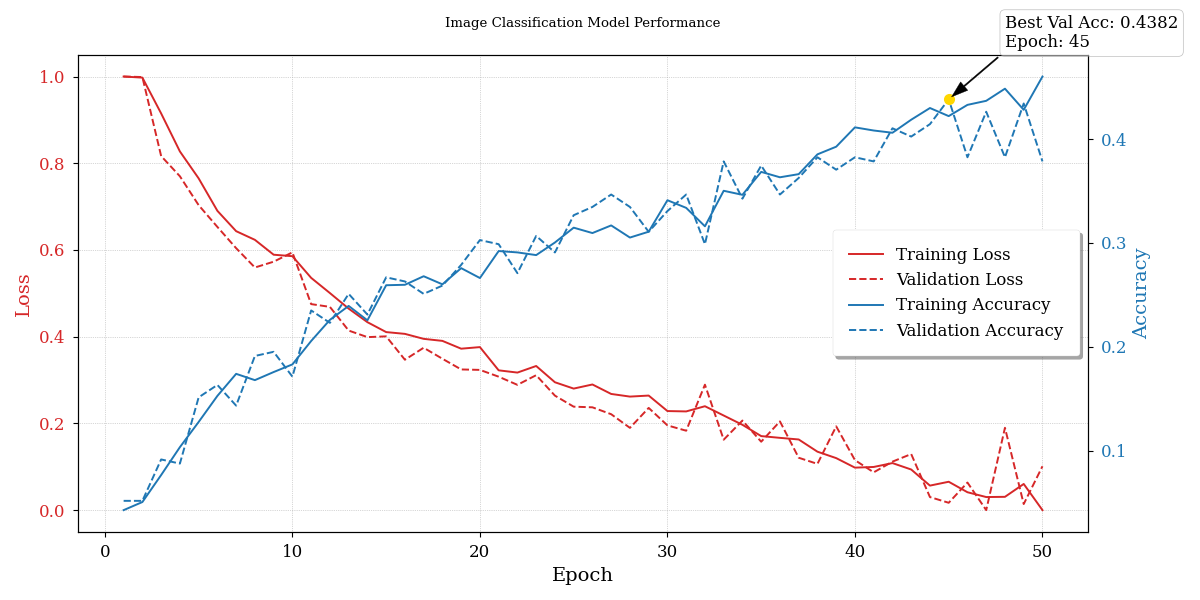 Image Classification Model Performance
Best Val Acc: 0.4382
Epoch: 45
Loss
1.0
0.8
0.6
0.4
0.2
0.0
0.4
0.3
0.2
0.1
Accuracy
Training Loss
Validation Loss
Training Accuracy
Validation Accuracy
0 10 20 30 40 50
Epoch